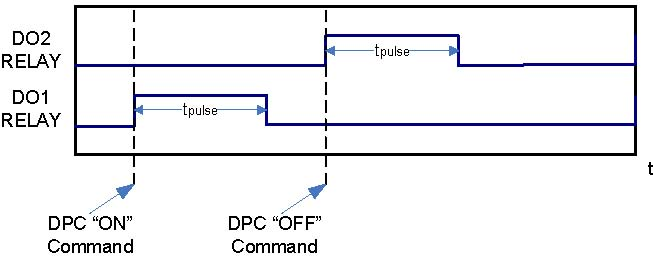 DO2
RELAY
tpulse
DO1
RELAY
tpulse
t
DPC “ON”
Command
DPC “OFF”
Command